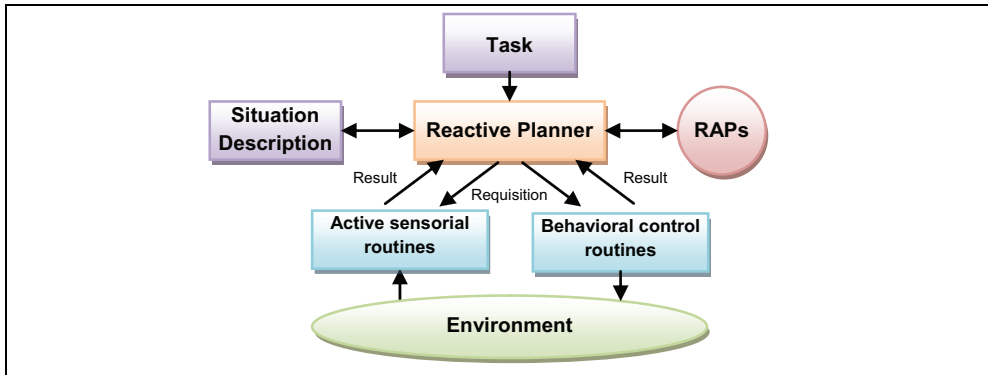 Task
Situation
Description
Reactive Planner
RAPs
Result
Requisition
Result
Active sensorial
routines
Behavioral control
routines
Environment